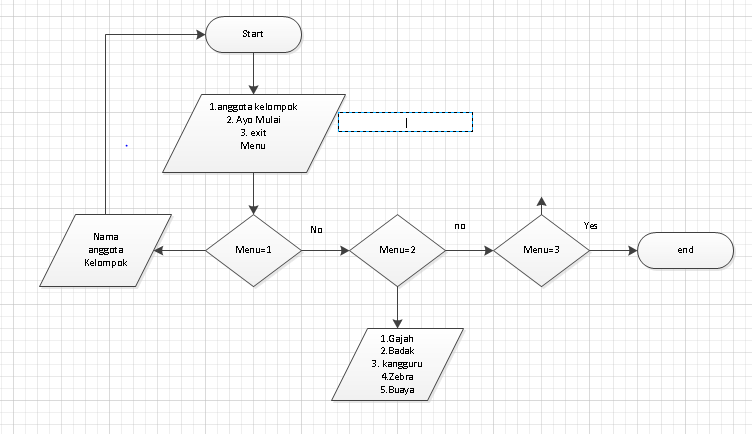 Start
1.anggota kelompok
2. Ayo Mulai
3. exit
Menu
Nama
anggota
Kelompok
Menu=1
No
Menu=2
no
Menu=3
Yes
end
1.Gajah
2.Badak
3. kangguru
4.Zebra
5.Buaya